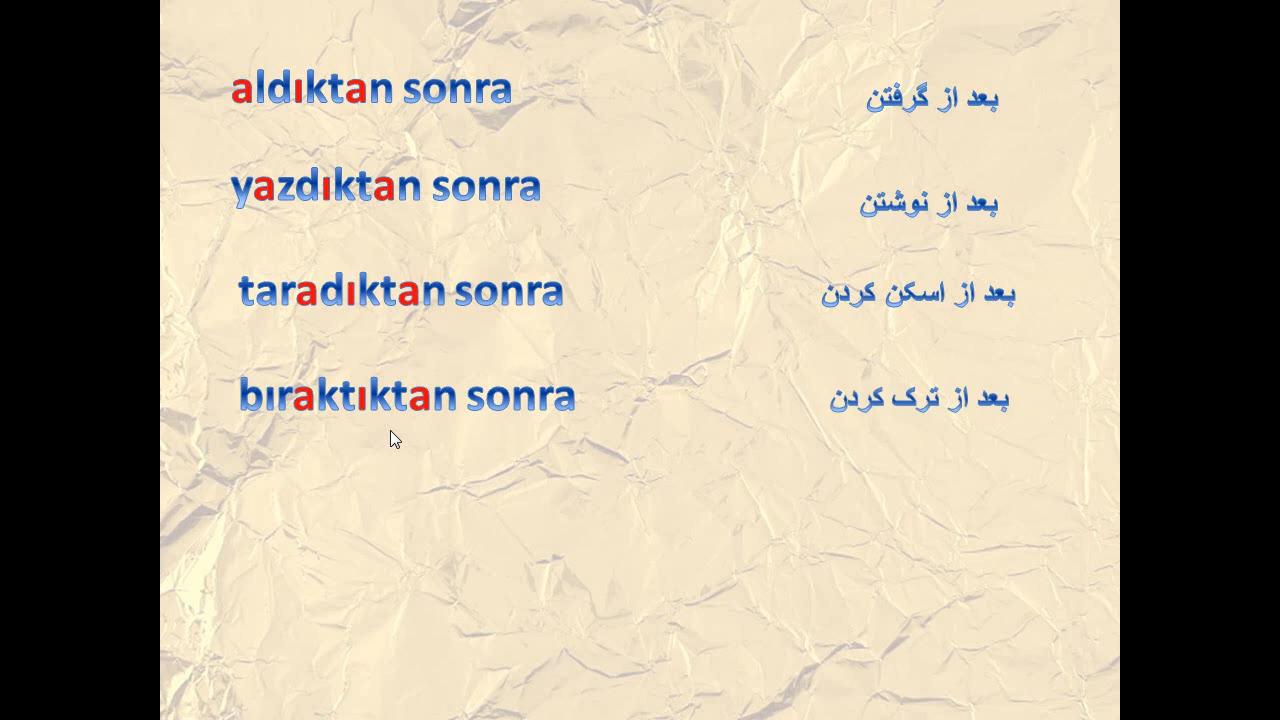 aldıktan sonra بعد از گرفتن
yazdıktan sonra بعد از نوشتن
taradıktan sonra بعد از اسکن کردن
bıraktıktan sonra بعد از ترک کردن